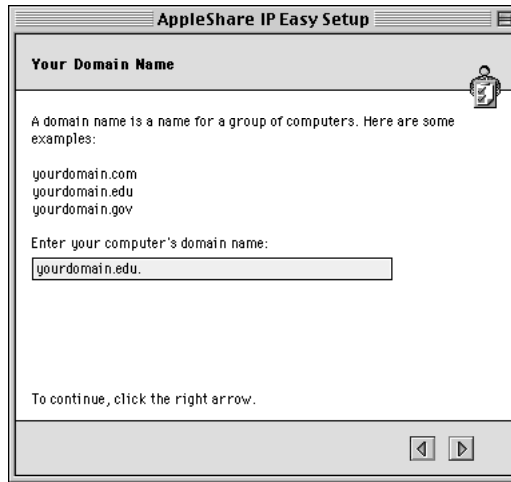 AppleShare IP Easy Setup
Your Domain Name
A domain name is a name for a group of computers. Here are some
examples:
yourdomain.com
yourdomain.edu
yourdomain.gov
Enter your computer's domain name:
yourdomain.edu.
To continue, click the right arrow.